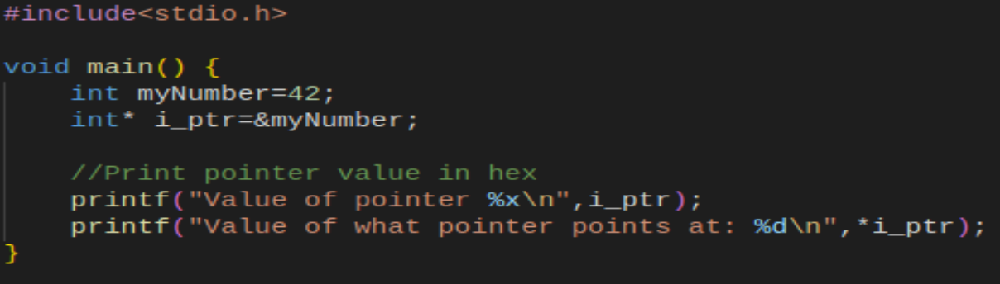 #include<stdio.h>
void main() {
int myNumber=42;
int* i_ptr=&myNumber;
//Print pointer value in hex
printf("Value of pointer %x\n",i_ptr);
printf("Value of what pointer points at: %d\n",*i_ptr);
}